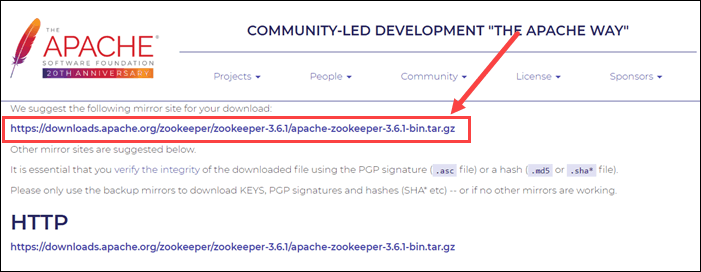 COMMUNITY-LED DEVELOPMENT "THE APACHE WAY"
THE
APACHE®
SOFTWARE FOUNDATION
20TH ANNIVERSARY
Projects People Community License Sponsors
We suggest the following mirror site for your download:
https://downloads.apache.org/zookeeper/zookeeper-3.6.1/apache-zookeeper-3.6.1-bin.tar.gz
Other mirror sites are suggested below.
It is essential that you verify the integrity of the downloaded file using the PGP signature (.asc file) or a hash (.md5 or .sha* file).
Please only use the backup mirrors to download KEYS, PGP signatures and hashes (SHA* etc) -- or if no other mirrors are working.
HTTP
https://downloads.apache.org/zookeeper/zookeeper-3.6.1/apache-zookeeper-3.6.1-bin.tar.gz